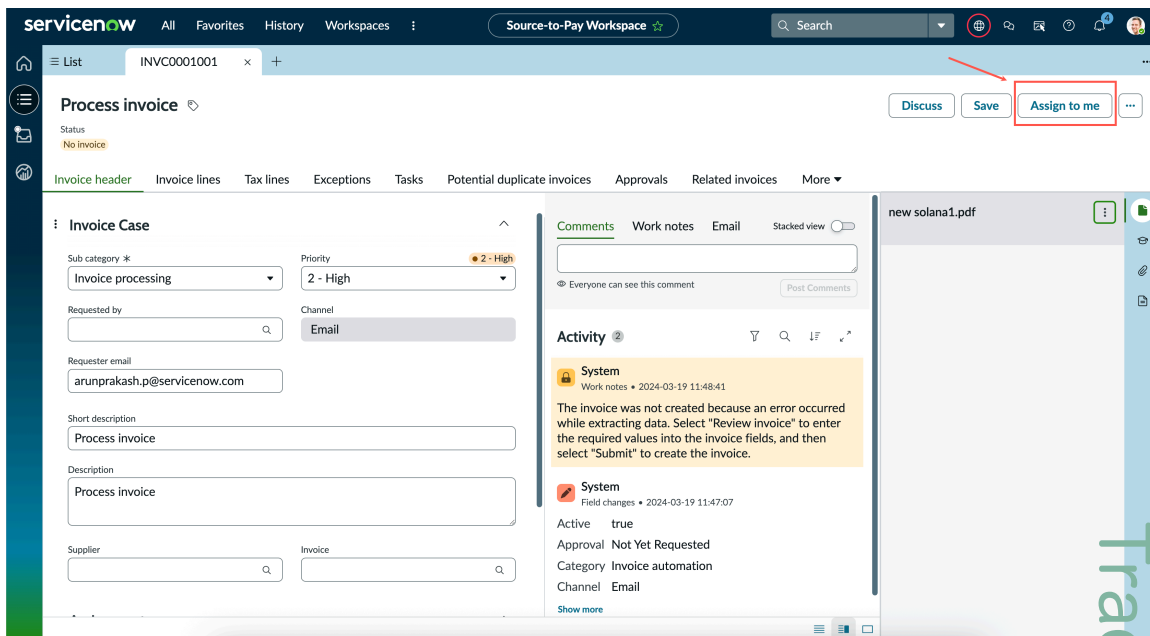 servicenow All Favorites History Workspaces Source-to-Pay Workspace Search 4
List INVC0001001
Process invoice Discuss Save Assign to me
Status
No invoice
Invoice header Invoice lines Tax lines Exceptions Tasks Potential duplicate invoices Approvals Related invoices More
Invoice Case
Sub category
Invoice processing
Priority 2 - High
2 - High
Requested by
Channel
Email
Requester email
arunprakash.p@servicenow.com
Short description
Process invoice
Description
Process invoice
Supplier
Invoice
Comments Work notes Email Stacked view
Everyone can see this comment Post Comments
Activity 2
System
Work notes • 2024-03-19 11:48:41
The invoice was not created because an error occurred
while extracting data. Select "Review invoice" to enter
the required values into the invoice fields, and then
select "Submit" to create the invoice.
System
Field changes • 2024-03-19 11:47:07
Active true
Approval Not Yet Requested
Category Invoice automation
Channel Email
Show more
new solana1.pdf